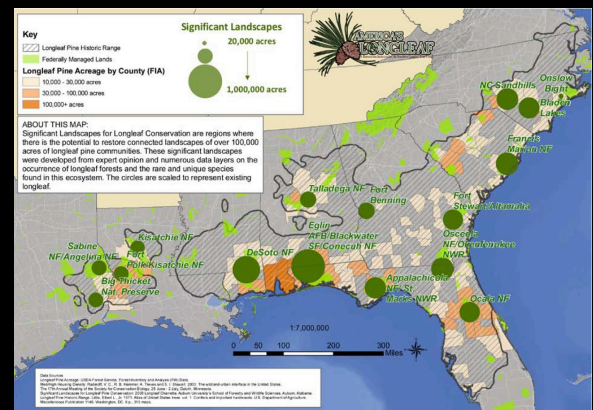 Key
Longleaf Pine Historic Range
Federally Managed Lands
Longleaf Pine Acreage by County (FIA)
10,000 - 30,000 acres
30,000 - 100,000 acres
100,000+ acres
Significant Landscapes
20,000 acres
1,000,000 acres
AMERICA'S
LONGLEAF
ABOUT THIS MAP:
Significant Landscapes for Longleaf Conservation are regions where
there is the potential to restore connected landscapes of over 100,000
acres of longleaf pine communities. These significant landscapes
were developed from expert opinion and numerous data layers on the
occurrence of longleaf forests and the rare and unique species
found in this ecosystem. The circles are scaled to represent existing
longleaf.
Onslow
Bight
NC Sandhills
Bladen
Lakes
Francis
Marion NF
Talladega NF
Fort
Benning
Fort
Stewart/Altamaha
Osceola
NF/Okefenokee
NWR
Eglin
AFB/Blackwater
SF/Conecuh NF
DeSoto NF
Kisatchie NF
Sabine
NF/Angelina NF
Fort
Polk/Kisatchie NF
Big Thicket
Nat. Preserve
Appalachicola
NF/ St.
Marks NWR
Ocala NF
1:7,000,000
0 50 100 200 300
Miles
Data Sources